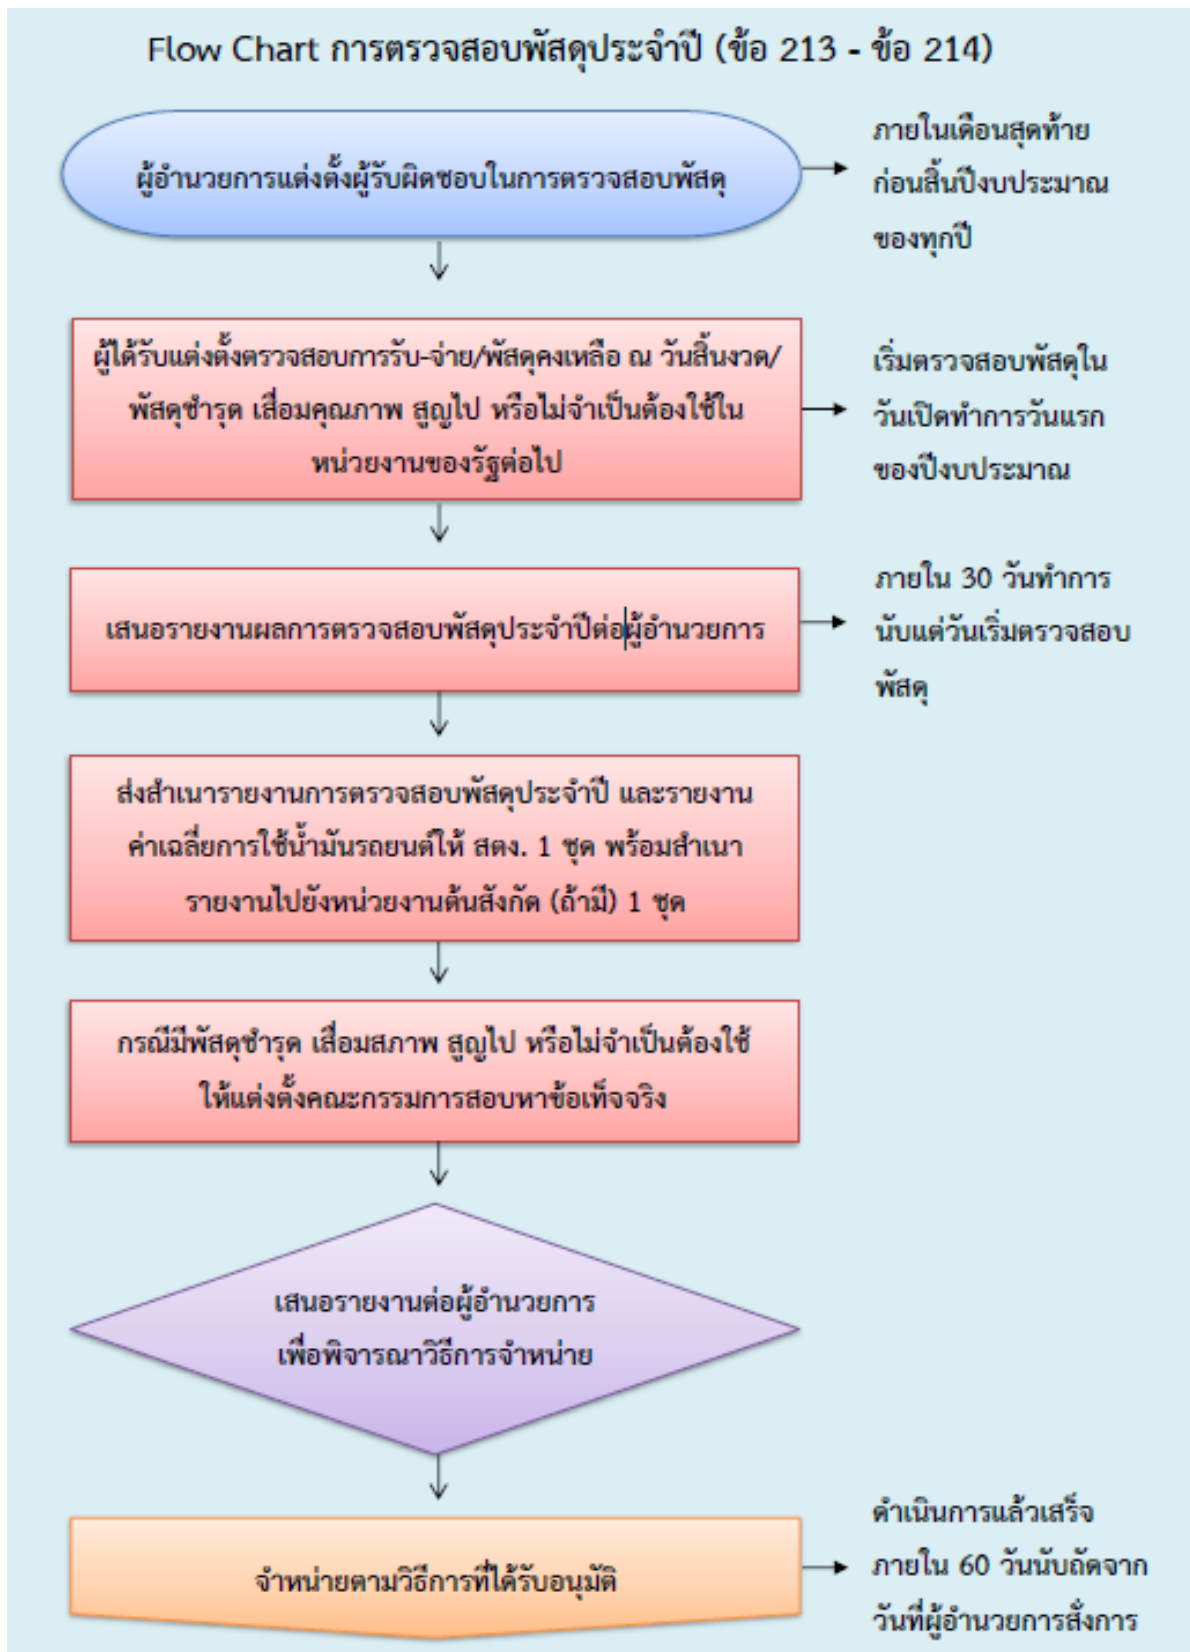 Flow Chart การตรวจสอบพัสดุประจำปี (ข้อ 213 - ข้อ 214)
ผู้อำนวยการแต่งตั้งผู้รับผิดชอบในการตรวจสอบพัสดุ
ภายในเดือนสุดท้าย
ก่อนสิ้นปีงบประมาณ
ของทุกปี
ผู้ได้รับแต่งตั้งตรวจสอบการรับ-จ่าย/พัสดุคงเหลือ ณ วันสิ้นงวด/
พัสดุชำรุด เสื่อมคุณภาพ สูญไป หรือไม่จำเป็นต้องใช้ใน
หน่วยงานของรัฐต่อไป
เริ่มตรวจสอบพัสดุใน
วันเปิดทำการวันแรก
ของปีงบประมาณ
เสนอรายงานผลการตรวจสอบพัสดุประจำปีต่อผู้อำนวยการ
ภายใน 30 วันทำการ
นับแต่วันเริ่มตรวจสอบ
พัสดุ
ส่งสำเนารายงานการตรวจสอบพัสดุประจำปี และรายงาน
ค่าเฉลี่ยการใช้น้ำมันรถยนต์ให้ สตง. 1 ชุด พร้อมสำเนา
รายงานไปยังหน่วยงานต้นสังกัด (ถ้ามี) 1 ชุด
กรณีมีพัสดุชำรุด เสื่อมสภาพ สูญไป หรือไม่จำเป็นต้องใช้
ให้แต่งตั้งคณะกรรมการสอบหาข้อเท็จจริง
เสนอรายงานต่อผู้อำนวยการ
เพื่อพิจารณาวิธีการจำหน่าย
จำหน่ายตามวิธีการที่ได้รับอนุมัติ
ดำเนินการแล้วเสร็จ
ภายใน 60 วันนับถัดจาก
วันที่ผู้อำนวยการสั่งการ